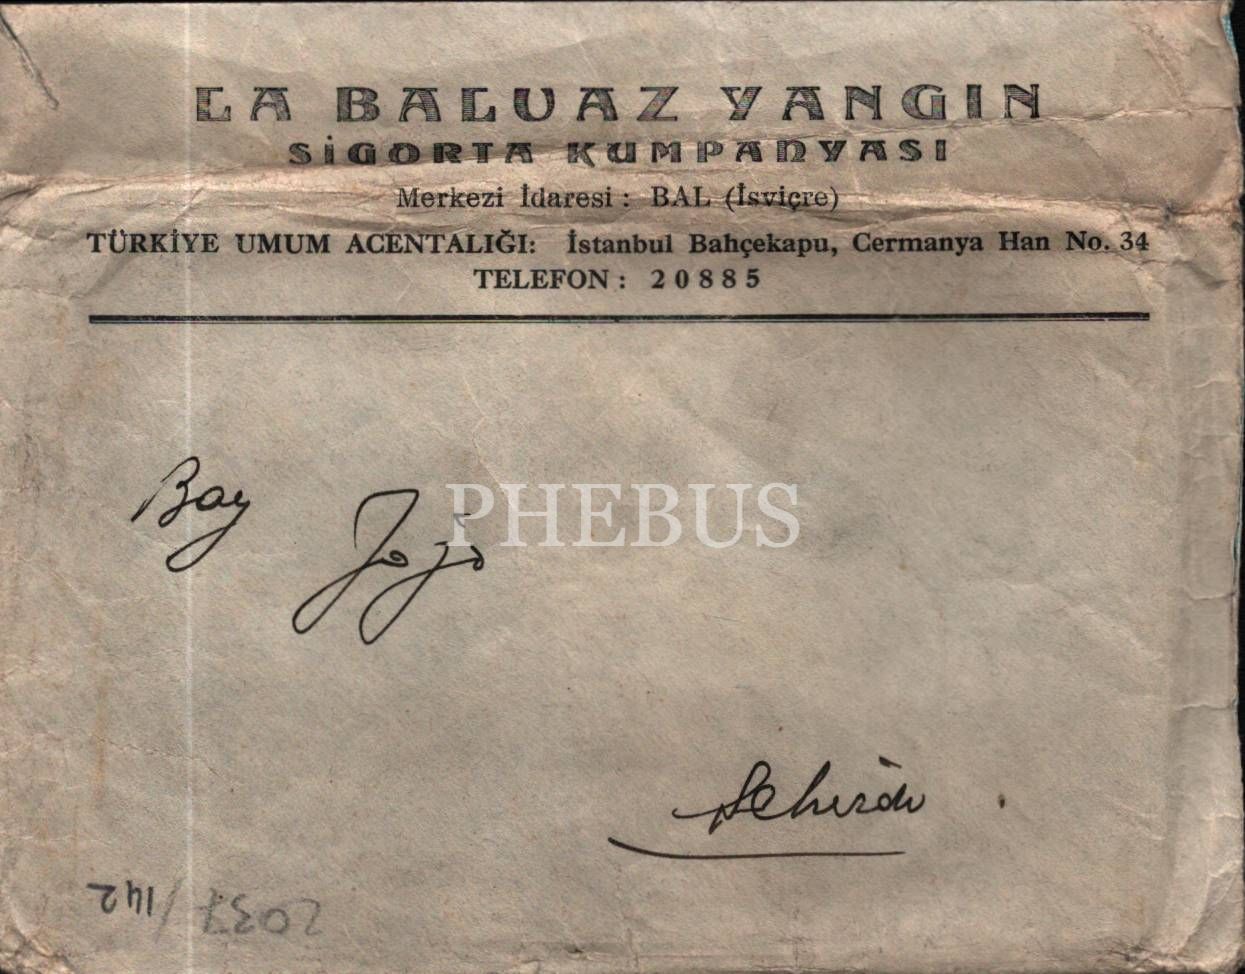 LA BALUAZ YANGIN
SİGORTA KUMPANYASI
Merkezi İdaresi : BAL (İsviçre)
TÜRKİYE UMUM ACENTALIĞI: İstanbul Bahçekapu, Cermanya Han No. 34
TELEFON : 20885
Bay Jojo
PHEBUS
Şehirde
2037/142